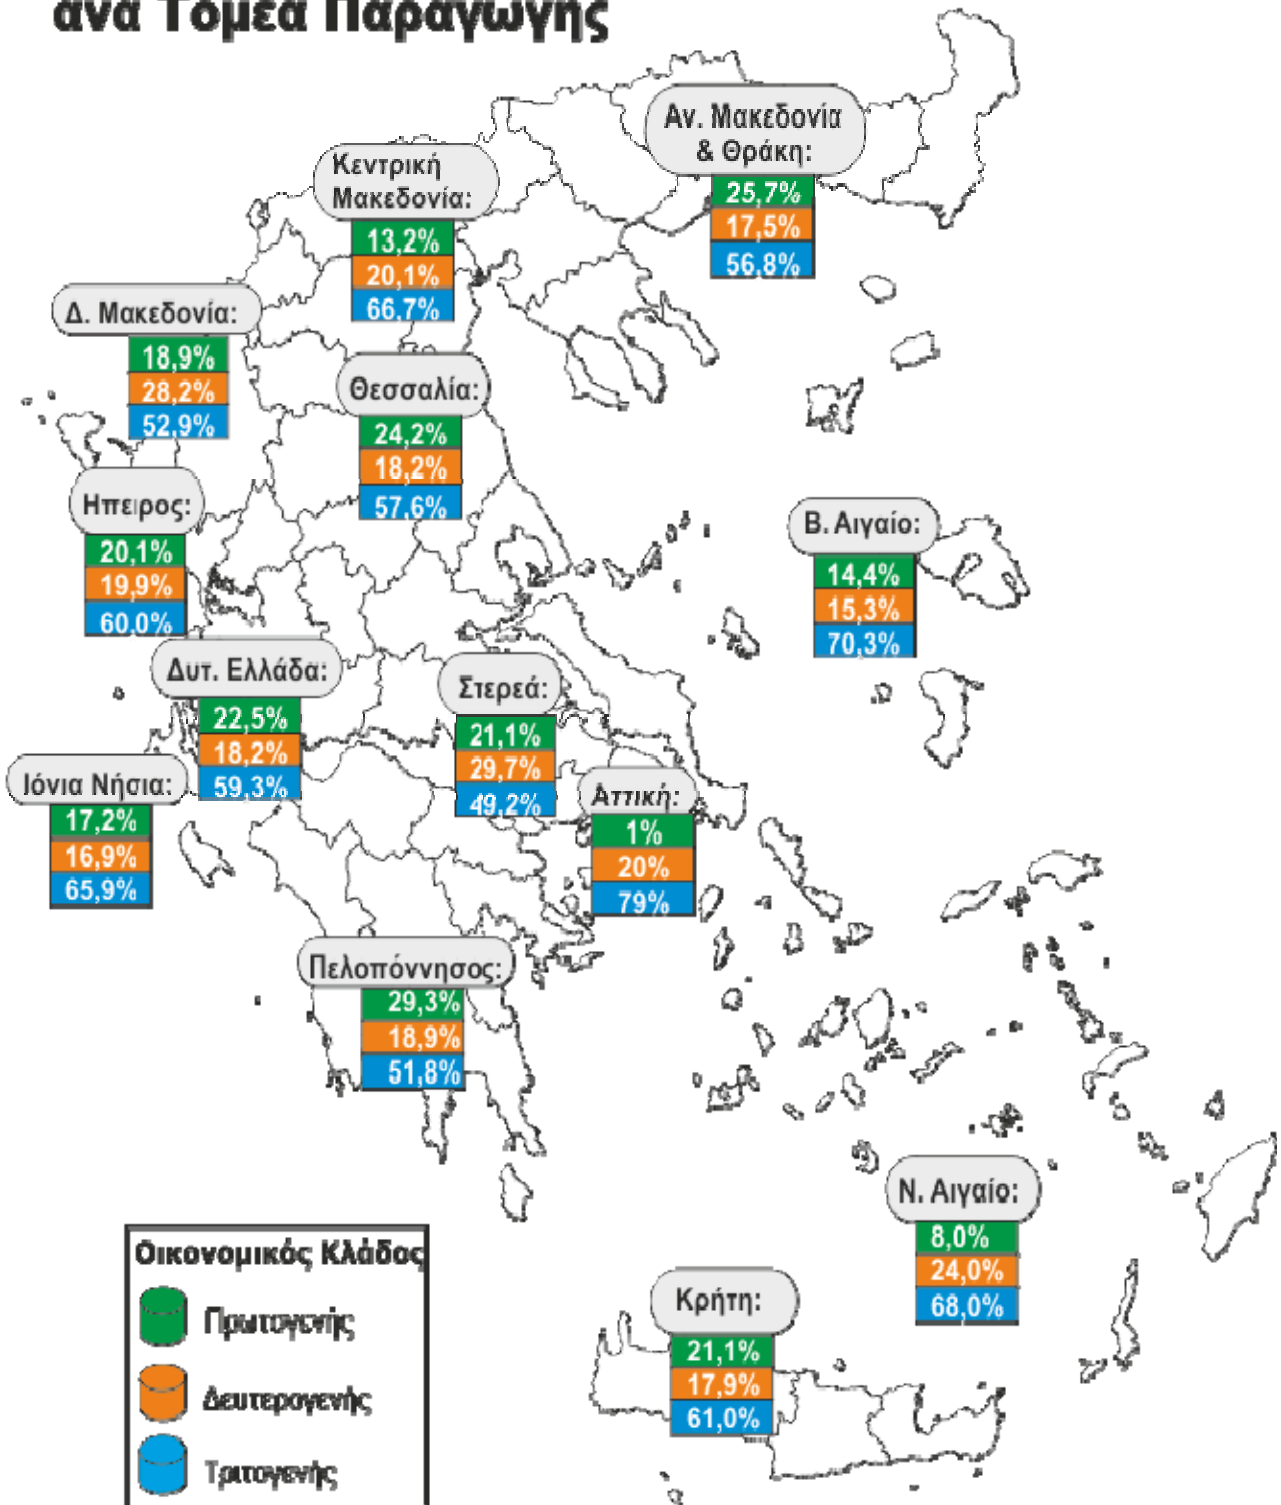 ανά Τομέα Παραγωγής
Αν. Μακεδονία
& Θράκη:
25,7%
17,5%
56,8%
Κεντρική
Μακεδονία:
13,2%
20,1%
66,7%
Δ. Μακεδονία:
18,9%
28,2%
52,9%
Θεσσαλία:
24,2%
18,2%
57,6%
Ηπειρος:
20,1%
19,9%
60,0%
Β. Αιγαίο:
14,4%
15,3%
70,3%
Δυτ. Ελλάδα:
22,5%
18,2%
59,3%
Στερεά:
21,1%
29,7%
49,2%
Ιόνια Νήσια:
17,2%
16,9%
65,9%
Αττική:
1%
20%
79%
Πελοπόννησος:
29,3%
18,9%
51,8%
Ν. Αιγαίο:
8,0%
24,0%
68,0%
Κρήτη:
21,1%
17,9%
61,0%
Οικονομικός Κλάδος
Πρωτογενής
Δευτερογενής
Τριτογενής